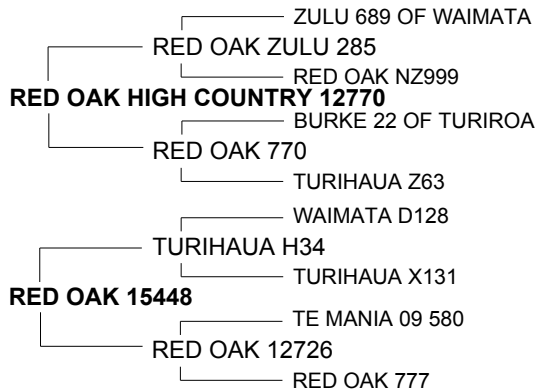 ZULU 689 OF WAIMATA
RED OAK ZULU 285
RED OAK NZ999
RED OAK HIGH COUNTRY 12770
BURKE 22 OF TURIROA
RED OAK 770
TURIHAUA Z63
WAIMATA D128
TURIHAUA H34
TURIHAUA X131
RED OAK 15448
TE MANIA 09 580
RED OAK 12726
RED OAK 777